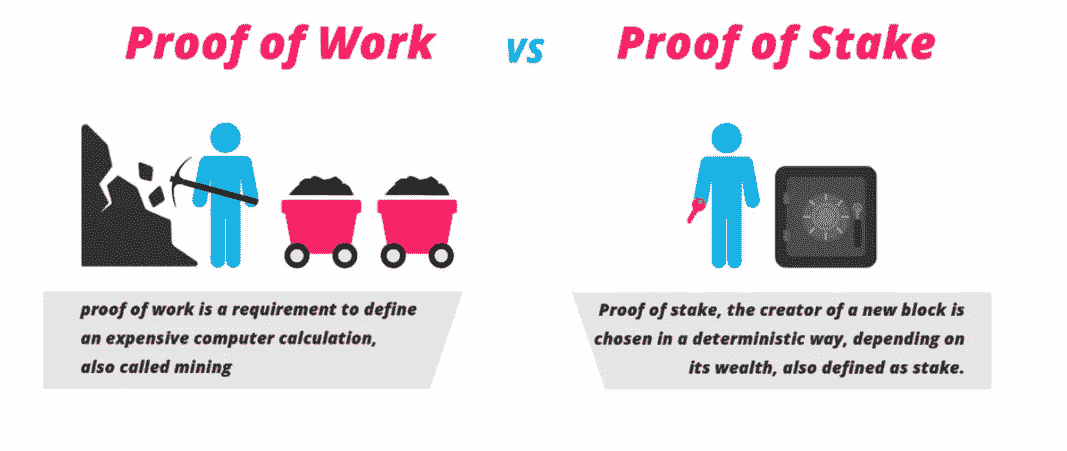 Proof of Work vs Proof of Stake
proof of work is a requirement to define
an expensive computer calculation,
also called mining
Proof of stake, the creator of a new block is
chosen in a deterministic way, depending on
its wealth, also defined as stake.